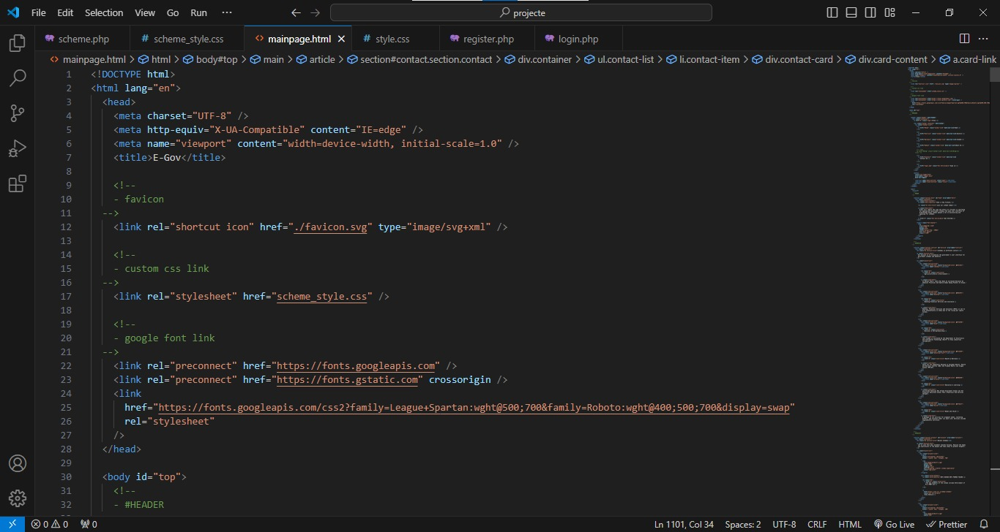 File Edit Selection View Go Run ···
projecte
scheme.php # scheme_style.css <> mainpage.html # style.css register.php login.php
<> mainpage.html > html > body#top > main > article > section#contact.section.contact > div.container > ul.contact-list > li.contact-item > div.contact-card > div.card-content > a.card-link
1 <!DOCTYPE html>
2 <html lang="en">
3 <head>
4 <meta charset="UTF-8" />
5 <meta http-equiv="X-UA-Compatible" content="IE=edge" />
6 <meta name="viewport" content="width=device-width, initial-scale=1.0" />
7 <title>E-Gov</title>
8
9 <!--
10 - favicon
11 -->
12 <link rel="shortcut icon" href="./favicon.svg" type="image/svg+xml" />
13
14 <!--
15 - custom css link
16 -->
17 <link rel="stylesheet" href="scheme_style.css" />
18
19 <!--
20 - google font link
21 -->
22 <link rel="preconnect" href="https://fonts.googleapis.com" />
23 <link rel="preconnect" href="https://fonts.gstatic.com" crossorigin />
24 <link
25 href="https://fonts.googleapis.com/css2?family=League+Spartan:wght@500;700&family=Roboto:wght@400;500;700&display=swap"
26 rel="stylesheet"
27 />
28 </head>
29
30 <body id="top">
31 <!--
32 - #HEADER
0 0 0 Ln 1101, Col 34 Spaces: 2 UTF-8 CRLF HTML Go Live Prettier